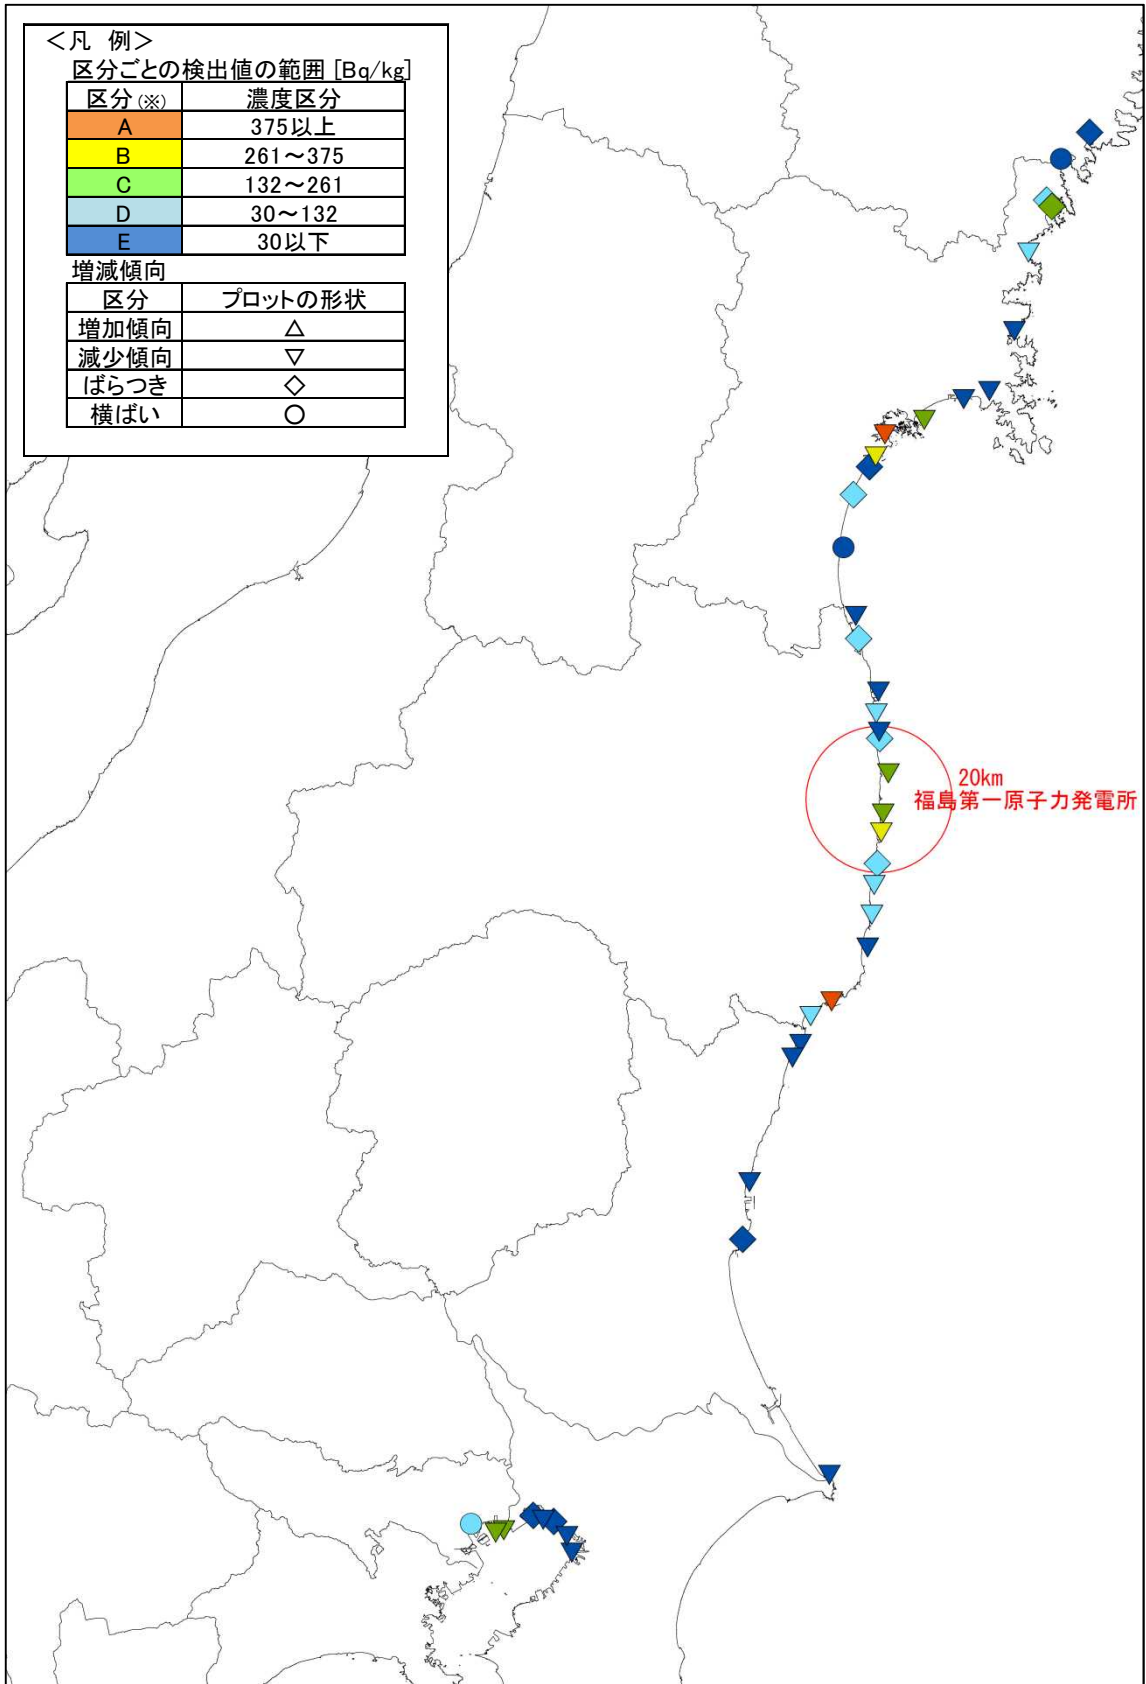 ＜凡 例＞
区分ごとの検出値の範囲 [Bq/kg]
区分(※) 濃度区分
A 375以上
B 261～375
C 132～261
D 30～132
E 30以下
増減傾向
区分 プロットの形状
増加傾向 △
減少傾向 ▽
ばらつき ◇
横ばい ○
20km
福島第一原子力発電所